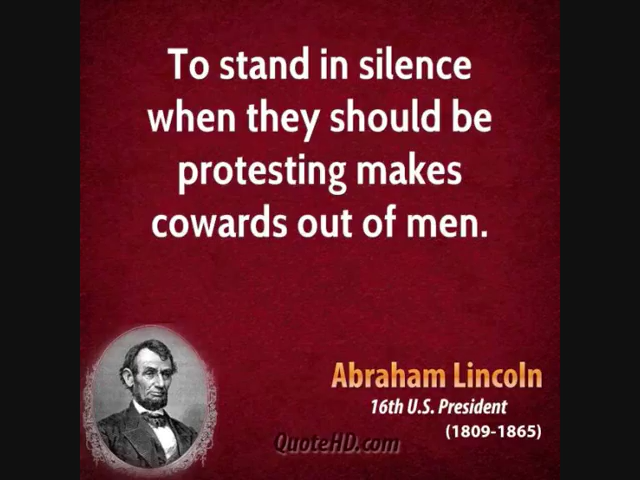 To stand in silence
when they should be
protesting makes
cowards out of men.
Abraham Lincoln
16th U.S. President
(1809-1865)
QuoteHD.com